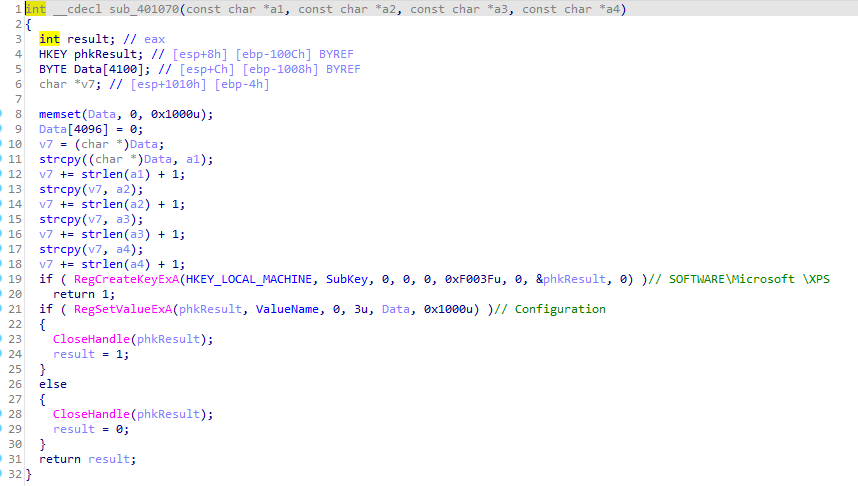 1 int __cdecl sub_401070(const char *a1, const char *a2, const char *a3, const char *a4)
2 {
3   int result; // eax
4   HKEY phkResult; // [esp+8h] [ebp-100Ch] BYREF
5   BYTE Data[4100]; // [esp+Ch] [ebp-1008h] BYREF
6   char *v7; // [esp+1010h] [ebp-4h]
7
8   memset(Data, 0, 0x1000u);
9   Data[4096] = 0;
10   v7 = (char *)Data;
11   strcpy((char *)Data, a1);
12   v7 += strlen(a1) + 1;
13   strcpy(v7, a2);
14   v7 += strlen(a2) + 1;
15   strcpy(v7, a3);
16   v7 += strlen(a3) + 1;
17   strcpy(v7, a4);
18   v7 += strlen(a4) + 1;
19   if ( RegCreateKeyExA(HKEY_LOCAL_MACHINE, SubKey, 0, 0, 0, 0xF003Fu, 0, &phkResult, 0) )// SOFTWARE\Microsoft \XPS
20     return 1;
21   if ( RegSetValueExA(phkResult, ValueName, 0, 3u, Data, 0x1000u) )// Configuration
22   {
23     CloseHandle(phkResult);
24     result = 1;
25   }
26   else
27   {
28     CloseHandle(phkResult);
29     result = 0;
30   }
31   return result;
32 }